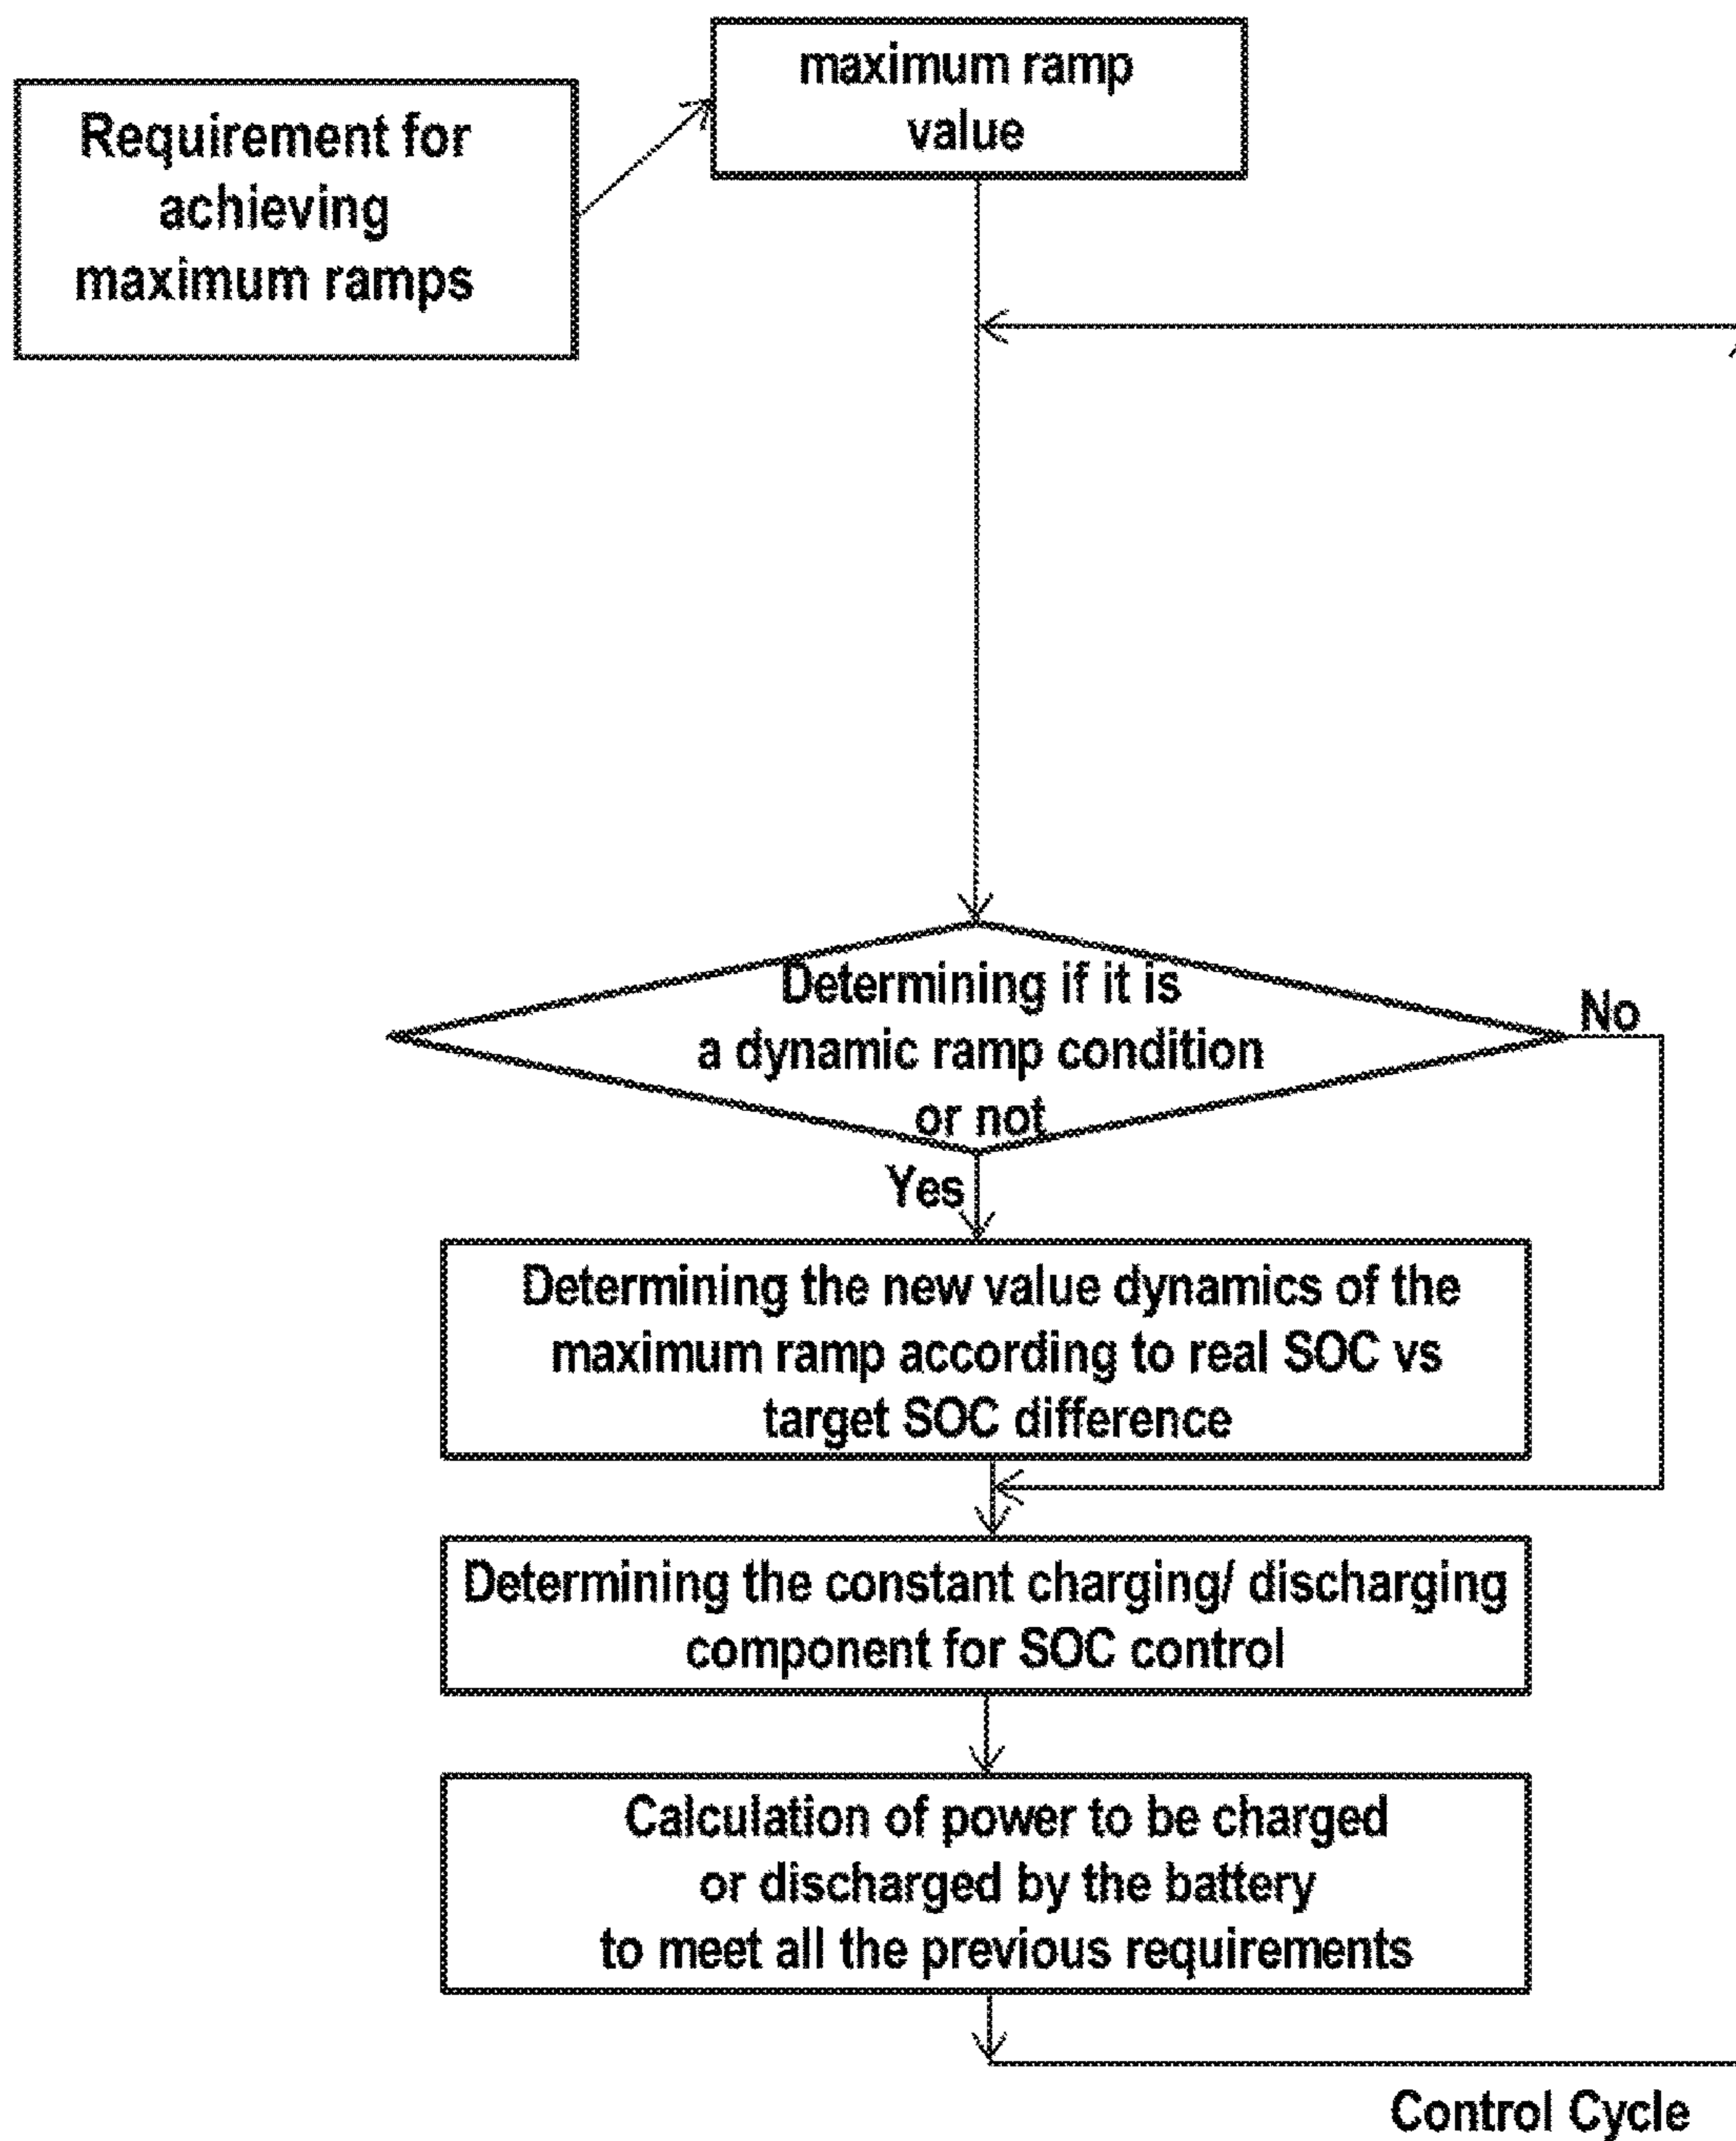 maximum ramp
value
Requirement for
achieving
maximum ramps
Determining if it is
a dynamic ramp condition
or not
No
Yes
Determining the new value dynamics of the
maximum ramp according to real SOC vs
target SOC difference
Determining the constant charging/ discharging
component for SOC control
Calculation of power to be charged
or discharged by the battery
to meet all the previous requirements
Control Cycle